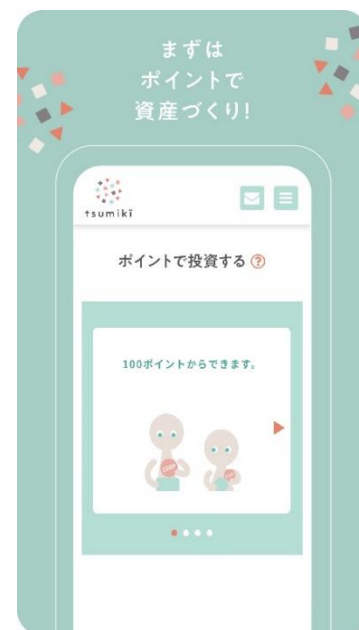 まずは
ポイントで
資産づくり!
tsumiki
ポイントで投資する ?
100ポイントからできます。